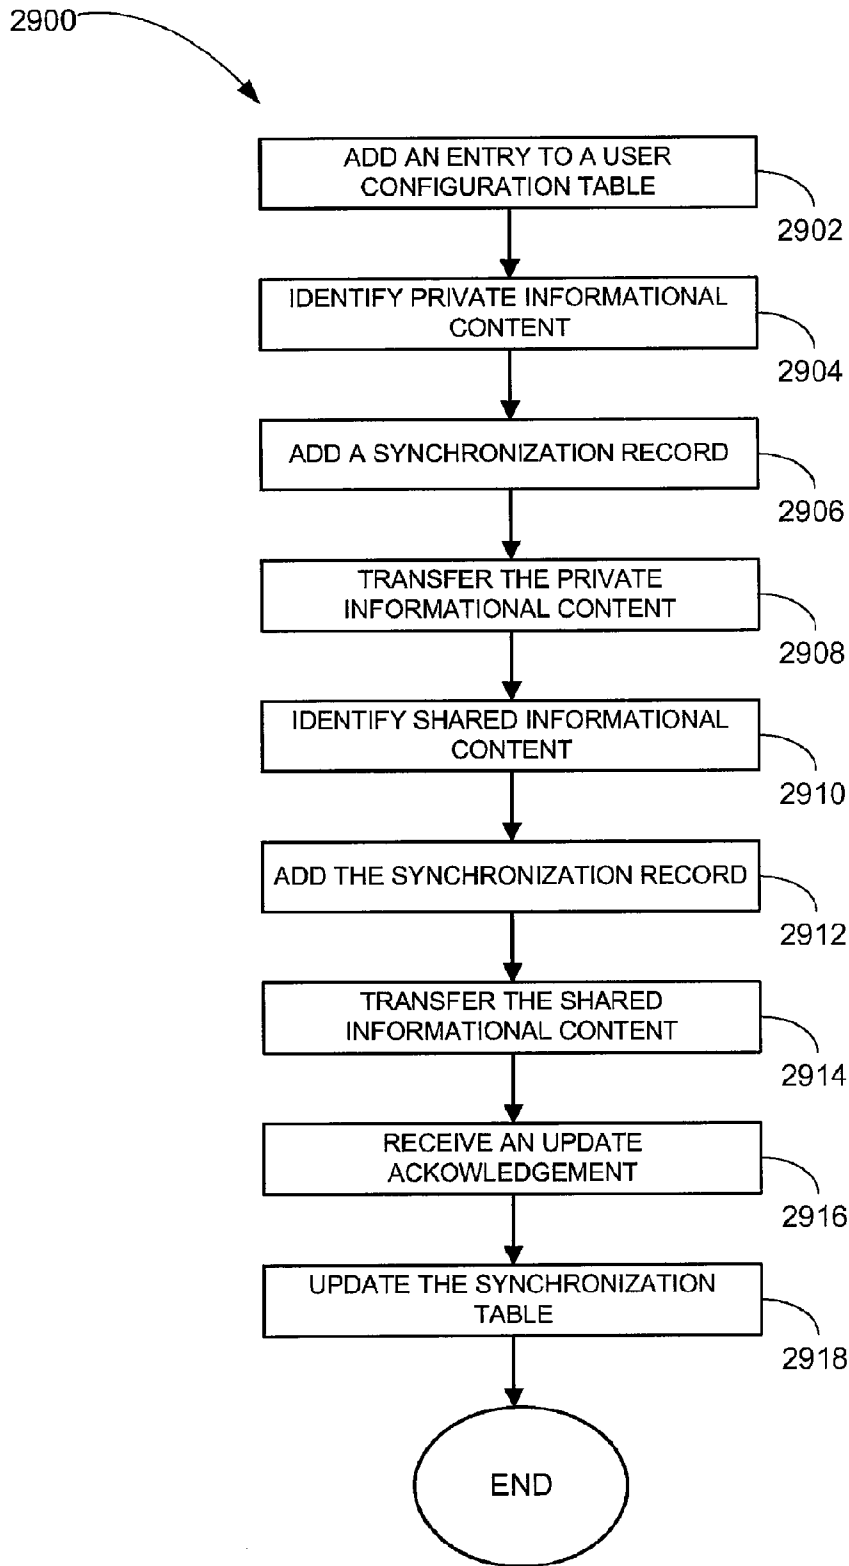 2900
ADD AN ENTRY TO A USER
CONFIGURATION TABLE
2902
IDENTIFY PRIVATE INFORMATIONAL
CONTENT
2904
ADD A SYNCHRONIZATION RECORD
2906
TRANSFER THE PRIVATE
INFORMATIONAL CONTENT
2908
IDENTIFY SHARED INFORMATIONAL
CONTENT
2910
ADD THE SYNCHRONIZATION RECORD
2912
TRANSFER THE SHARED
INFORMATIONAL CONTENT
2914
RECEIVE AN UPDATE
ACKOWLEDGEMENT
2916
UPDATE THE SYNCHRONIZATION
TABLE
2918
END